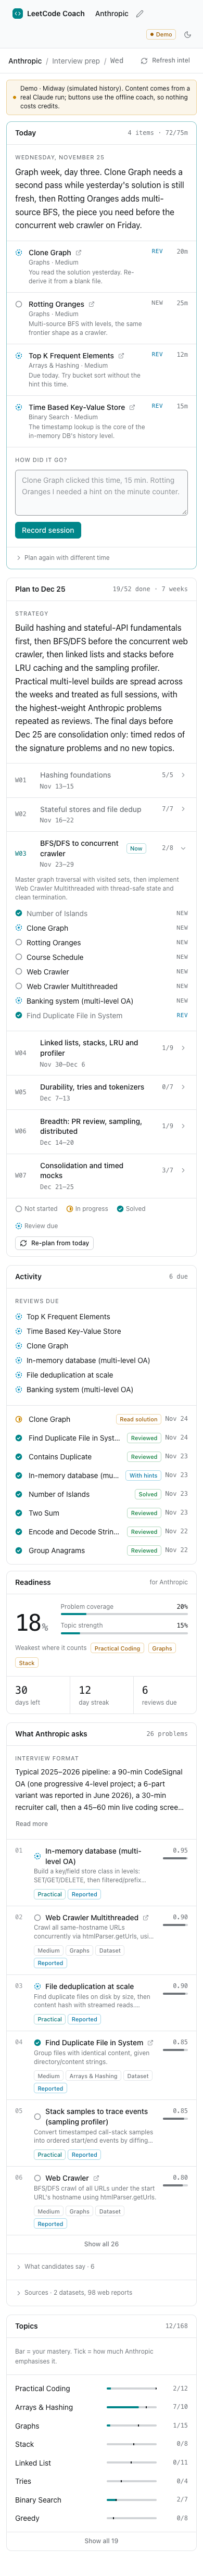 LeetCode Coach Anthropic
Demo
Anthropic / Interview prep / Wed Refresh intel
Demo · Midway (simulated history). Content comes from a real Claude run; buttons use the offline coach, so nothing costs credits.
Today 4 items · 72/75m
WEDNESDAY, NOVEMBER 25
Graph week, day three. Clone Graph needs a
second pass while yesterday's solution is still
fresh, then Rotting Oranges adds multi-
source BFS, the piece you need before the
concurrent web crawler on Friday.
Clone Graph REV 20m
Graphs · Medium
You read the solution yesterday. Re-
derive it from a blank file.
Rotting Oranges NEW 25m
Graphs · Medium
Multi-source BFS with levels, the same
frontier shape as a crawler.
Top K Frequent Elements REV 12m
Arrays & Hashing · Medium
Due today. Try bucket sort without the
hint this time.
Time Based Key-Value Store REV 15m
Binary Search · Medium
The timestamp lookup is the core of the
in-memory DB's history level.
HOW DID IT GO?
Clone Graph clicked this time, 15 min. Rotting
Oranges I needed a hint on the minute counter.
Record session
Plan again with different time
Plan to Dec 25 19/52 done · 7 weeks
STRATEGY
Build hashing and stateful-API fundamentals
first, then BFS/DFS before the concurrent web
crawler, then linked lists and stacks before
LRU caching and the sampling profiler.
Practical multi-level builds are spread across
the weeks and treated as full sessions, with
the highest-weight Anthropic problems
repeated as reviews. The final days before
Dec 25 are consolidation only: timed redos of
the signature problems and no new topics.
W01 Hashing foundations 5/5
Nov 13–15
W02 Stateful stores and file dedup 7/7
Nov 16–22
W03 BFS/DFS to concurrent crawler Now 2/8
Nov 23–29
Master graph traversal with visited sets, then implement
Web Crawler Multithreaded with thread-safe state and
clean termination.
Number of Islands NEW
Clone Graph NEW
Rotting Oranges NEW
Course Schedule NEW
Web Crawler NEW
Web Crawler Multithreaded NEW
Banking system (multi-level OA) NEW
Find Duplicate File in System REV
W04 Linked lists, stacks, LRU and profiler 1/9
Nov 30–Dec 6
W05 Durability, tries and tokenizers 0/7
Dec 7–13
W06 Breadth: PR review, sampling, distributed 1/9
Dec 14–20
W07 Consolidation and timed mocks 3/7
Dec 21–25
Not started In progress Solved
Review due
Re-plan from today
Activity 6 due
REVIEWS DUE
Top K Frequent Elements
Time Based Key-Value Store
Clone Graph
In-memory database (multi-level OA)
File deduplication at scale
Banking system (multi-level OA)
Clone Graph Read solution Nov 24
Find Duplicate File in Syst... Reviewed Nov 24
Contains Duplicate Reviewed Nov 23
In-memory database (mu... With hints Nov 23
Number of Islands Solved Nov 23
Two Sum Reviewed Nov 23
Encode and Decode Strin... Reviewed Nov 22
Group Anagrams Reviewed Nov 22
Readiness for Anthropic
18% Problem coverage 20%
Topic strength 15%
Weakest where it counts Practical Coding Graphs
Stack
30 12 6
days left day streak reviews due
What Anthropic asks 26 problems
INTERVIEW FORMAT
Typical 2025–2026 pipeline: a 90-min CodeSignal
OA (one progressive 4-level project; a 6-part
variant was reported in June 2026), a 30-min
recruiter call, then a 45–60 min live coding scree...
Read more
01 In-memory database (multi-level OA) 0.95
Build a key/field store class in levels:
SET/GET/DELETE, then filtered/prefix...
Practical Reported
02 Web Crawler Multithreaded 0.90
Crawl all same-hostname URLs
concurrently via htmlParser.getUrls, usi...
Medium Graphs Dataset
Reported
03 File deduplication at scale 0.90
Find duplicate files on disk by size, then
content hash with streamed reads....
Practical Reported
04 Find Duplicate File in System 0.85
Group files with identical content, given
directory/content strings.
Medium Arrays & Hashing Dataset
Reported
05 Stack samples to trace events (sampling profiler) 0.85
Convert timestamped call-stack samples
into ordered start/end events by diffing...
Practical Reported
06 Web Crawler 0.80
BFS/DFS crawl of all URLs under the start
URL's hostname using htmlParser.getUrls.
Medium Graphs Dataset
Reported
Show all 26
What candidates say · 6
Sources · 2 datasets, 98 web reports
Topics 12/168
Bar = your mastery. Tick = how much Anthropic
emphasises it.
Practical Coding 2/12
Arrays & Hashing 7/10
Graphs 1/15
Stack 0/8
Linked List 0/11
Tries 0/4
Binary Search 2/7
Greedy 0/8
Show all 19